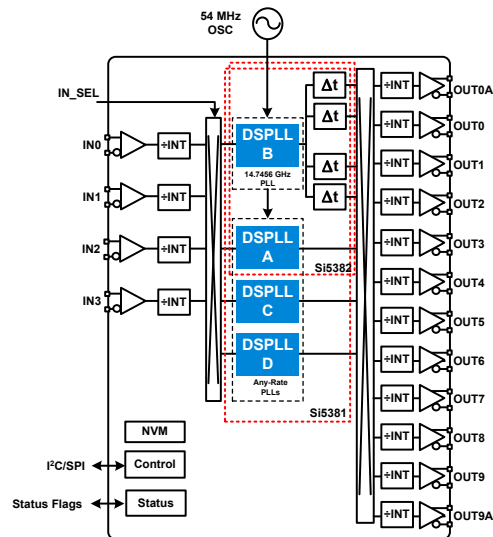 54 MHz
OSC
IN_SEL
Δt
÷INT
OUT0A
Δt
IN0
÷INT
DSPLL
B
÷INT
OUT0
14.7456 GHz
PLL
Δt
÷INT
OUT1
IN1
÷INT
Δt
÷INT
OUT2
IN2
÷INT
DSPLL
A
÷INT
OUT3
Si5382
÷INT
OUT4
IN3
÷INT
DSPLL
C
÷INT
OUT5
DSPLL
D
÷INT
OUT6
Any-Rate
PLLs
÷INT
OUT7
Si5381
NVM
÷INT
OUT8
I²C/SPI
Control
÷INT
OUT9
Status Flags
Status
÷INT
OUT9A